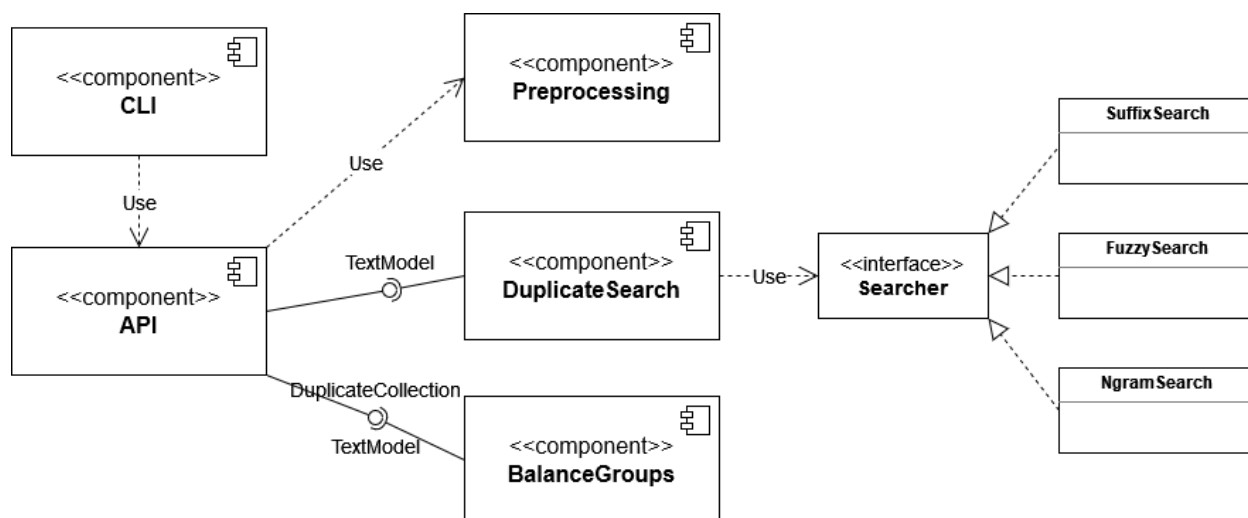 <<component>>
CLI
<<component>>
Preprocessing
SuffixSearch
Use
Use
<<component>>
API
TextModel
<<component>>
DuplicateSearch
Use
<<interface>>
Searcher
FuzzySearch
DuplicateCollection
TextModel
<<component>>
BalanceGroups
NgramSearch